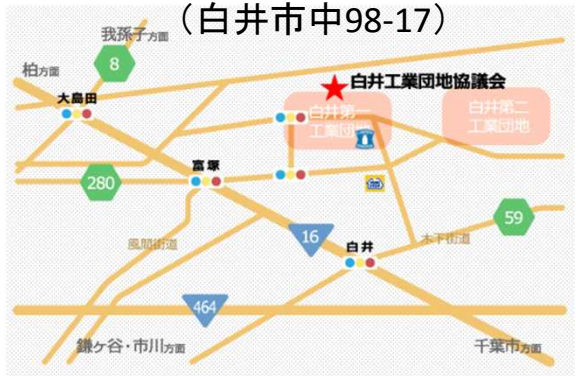 (白井市中98-17)
我孫子方面
8
柏方面
大島田
白井工業団地協議会
白井第一
工業団
白井第二
工業団地
富塚
280
59
風間街道
16
白井
木下街道
464
鎌ヶ谷・市川方面
千葉市方面